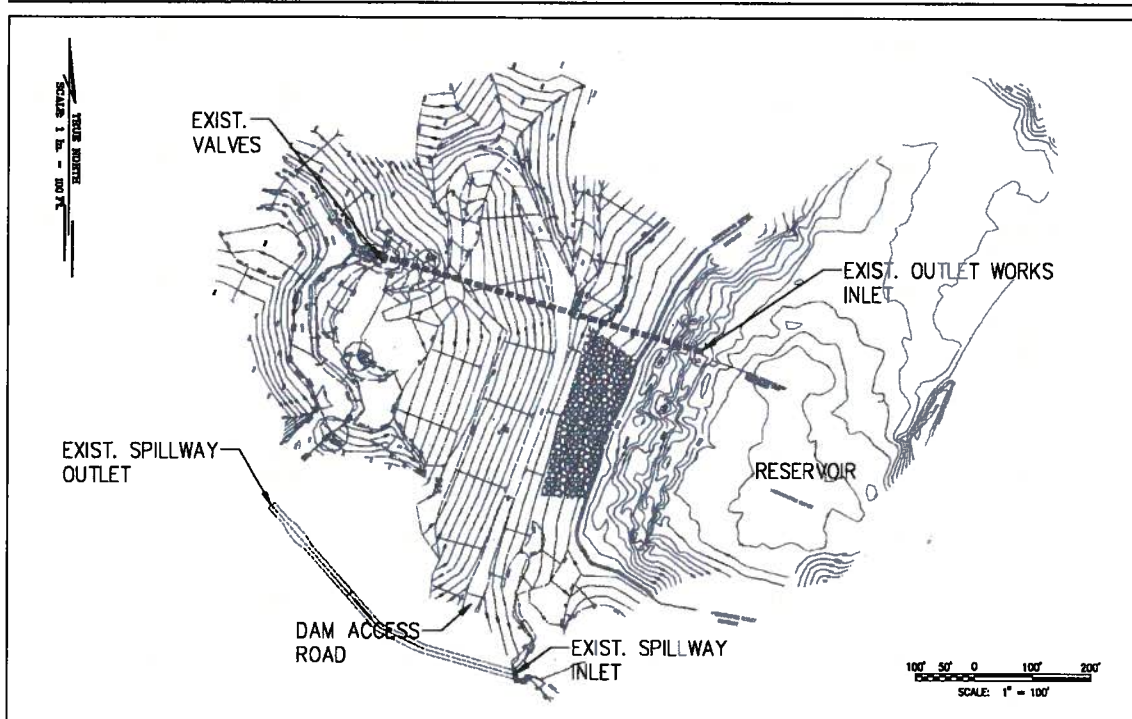 TRUE NORTH
SCALE 1 in. = 100 Ft.
EXIST.
VALVES
EXIST. OUTLET WORKS
INLET
EXIST. SPILLWAY
OUTLET
RESERVOIR
DAM ACCESS
ROAD
EXIST. SPILLWAY
INLET
100' 50' 0 100' 200'
SCALE: 1" = 100'